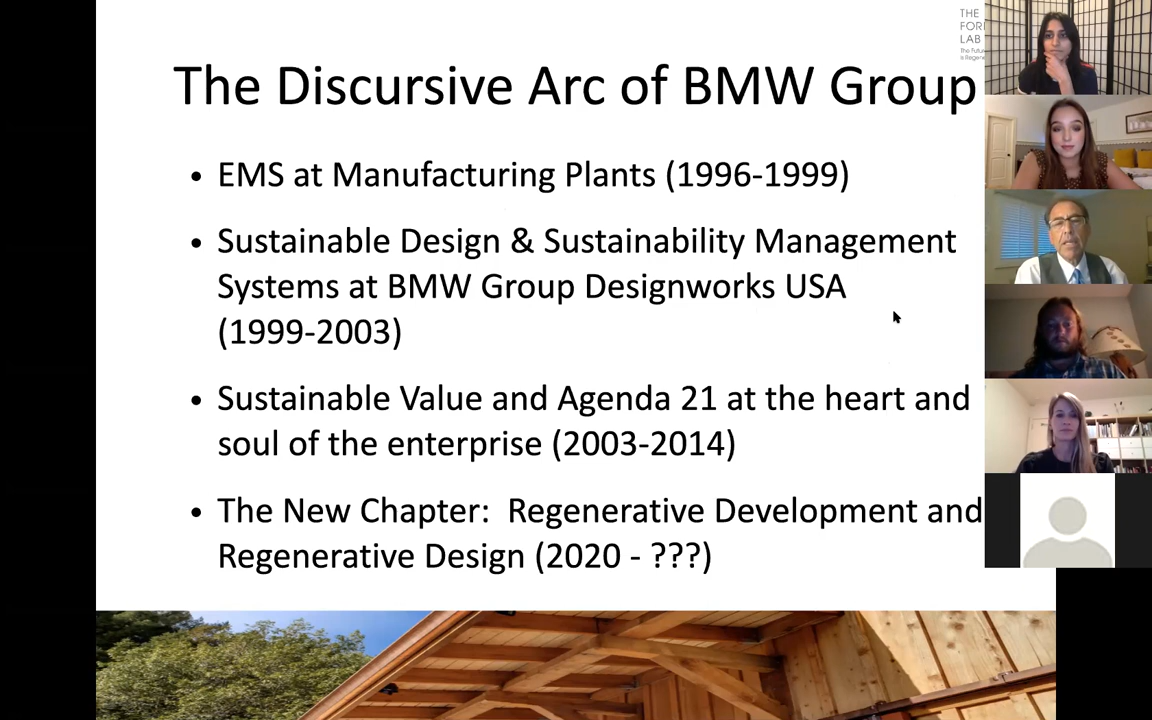 THE
The Discursive Arc of BMW Group
LAB
• EMS at Manufacturing Plants (1996-1999)
• Sustainable Design & Sustainability Management
Systems at BMW Group Designworks USA
(1999-2003)
• Sustainable Value and Agenda 21 at the heart and
soul of the enterprise (2003-2014)
• The New Chapter:  Regenerative Development and
Regenerative Design (2020 - ???)